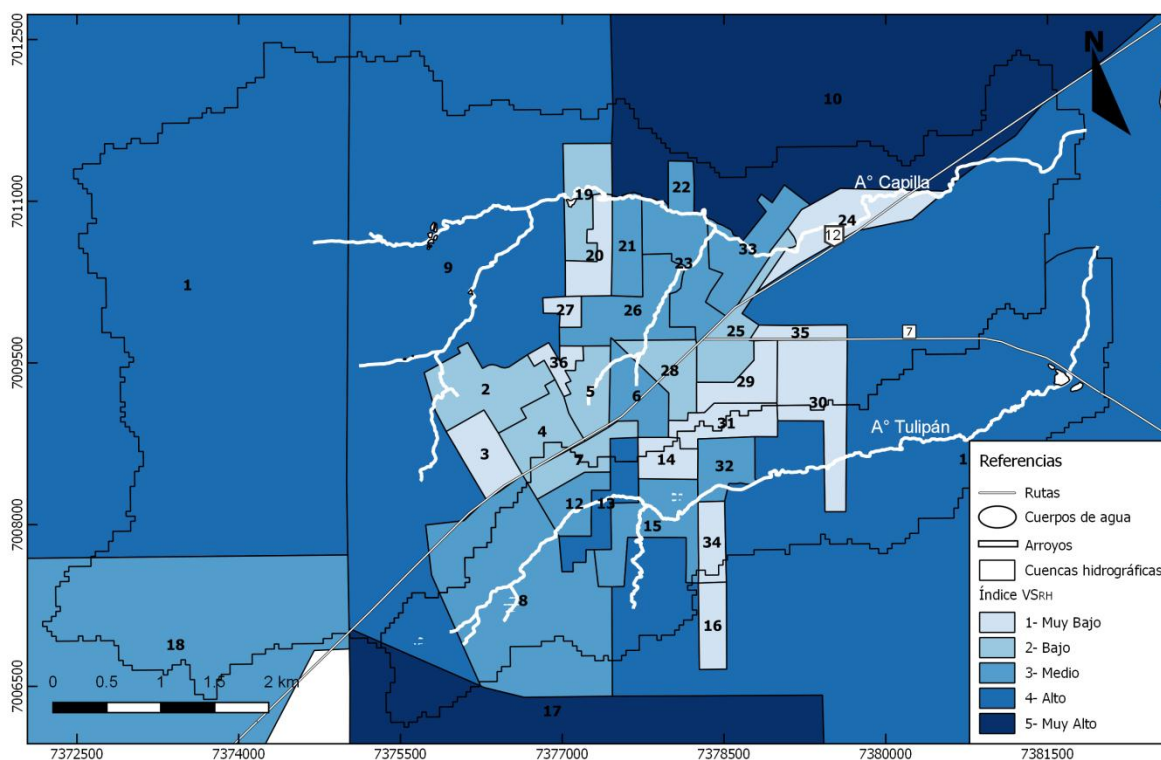 7012500
7011000
7009500
7008000
7006500
N
10
22
A° Capilla
24
12
19
1
9
20
21
33
23
27
26
25
35
7
36
2
5
28
29
6
30
4
31
A° Tulipán
3
7
14
32
1
12
13
15
34
8
16
18
17
0 0.5 1 1.5 2 km
Referencias
Rutas
Cuerpos de agua
Arroyos
Cuencas hidrográficas
Índice VSRH
1- Muy Bajo
2- Bajo
3- Medio
4- Alto
5- Muy Alto
7372500 7374000 7375500 7377000 7378500 7380000 7381500